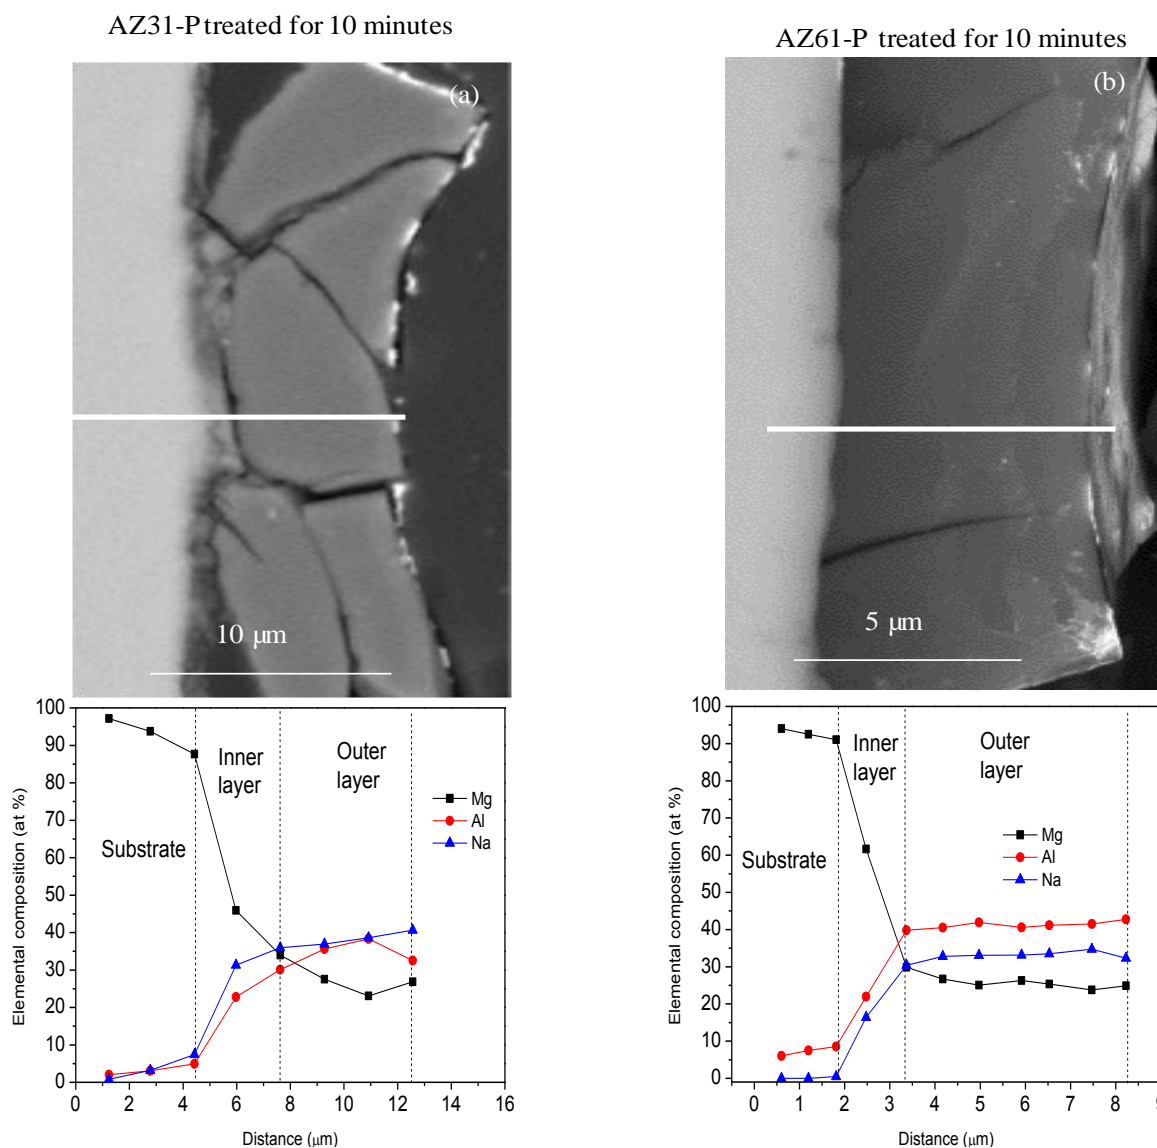 AZ31-P treated for 10 minutes
(a)
10 µm
100
90
80
70
60
50
40
30
20
10
0
Elemental composition (at %)
Inner
layer
Outer
layer
Substrate
Mg
Al
Na
0 2 4 6 8 10 12 14 16
Distance (µm)
AZ61-P treated for 10 minutes
(b)
5 µm
100
90
80
70
60
50
40
30
20
10
0
Elemental composition (at %)
Inner
layer
Outer
layer
Substrate
Mg
Al
Na
0 1 2 3 4 5 6 7 8 9
Distance (µm)